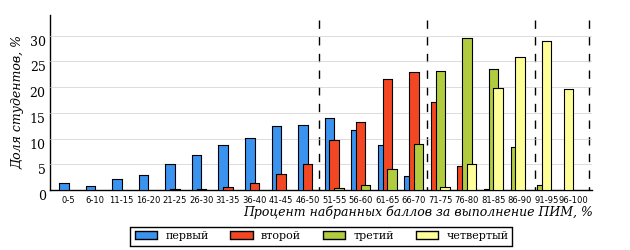 Доля студентов, %
30
25
20
15
10
5
0
0-5 6-10 11-15 16-20 21-25 26-30 31-35 36-40 41-45 46-50 51-55 56-60 61-65 66-70 71-75 76-80 81-85 86-90 91-95 96-100
Процент набранных баллов за выполнение ПИМ, %
первый второй третий четвертый